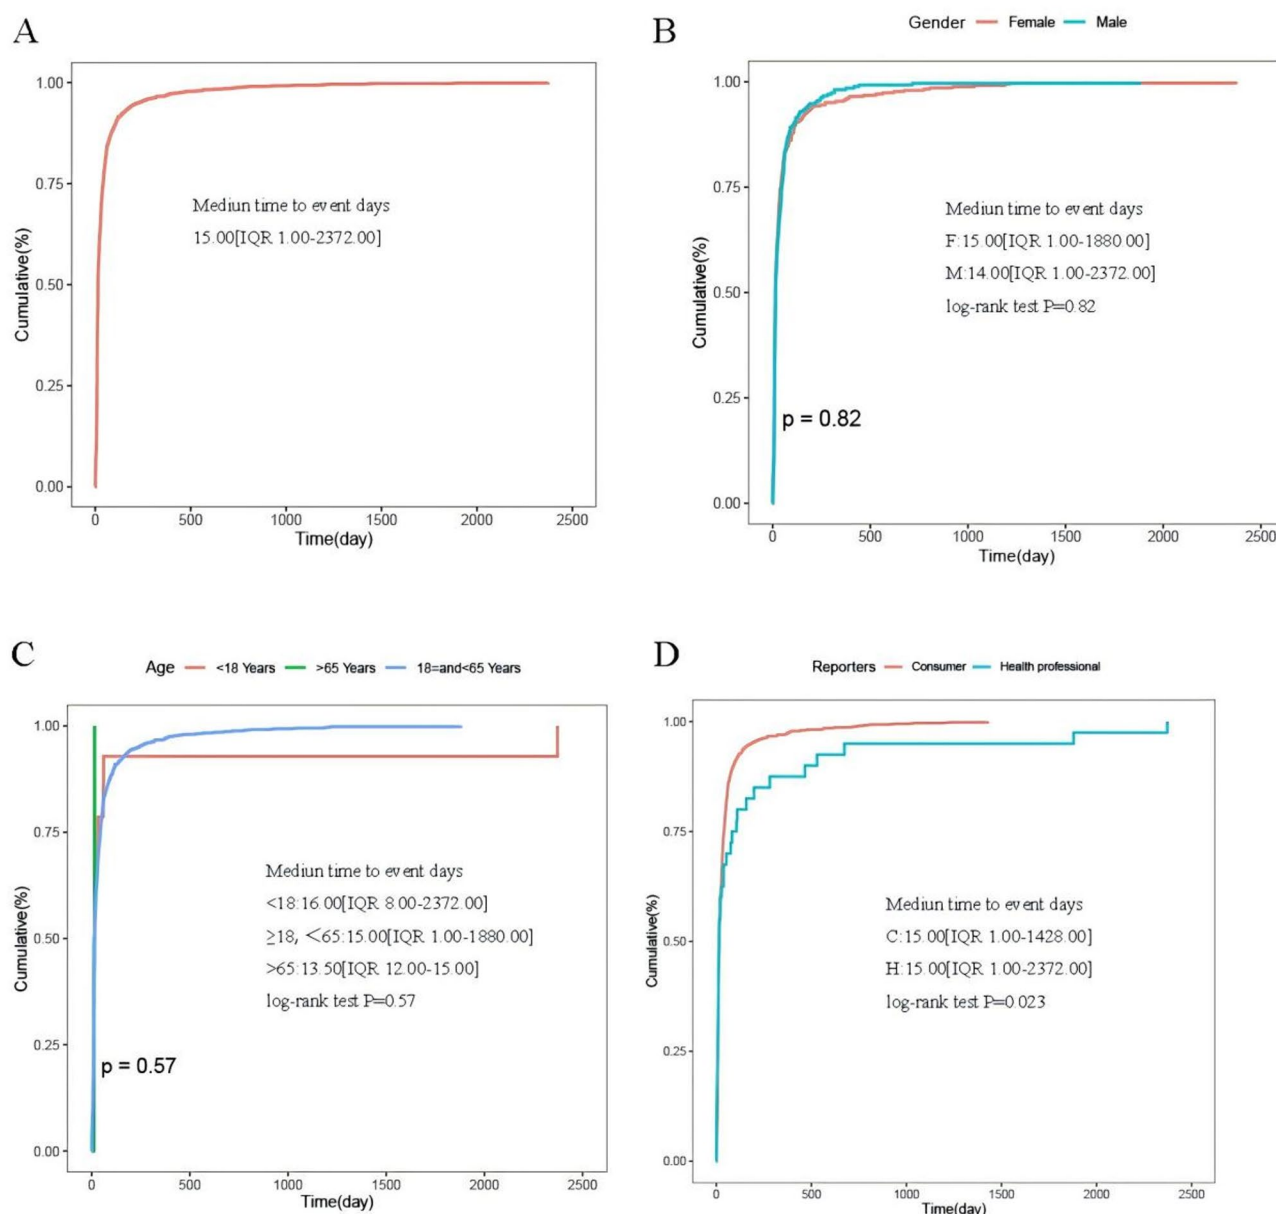 A
1.00
0.75
0.50
0.25
0.00
Cumulative(%)
Mediun time to event days
15.00[IQR 1.00-2372.00]
0 500 1000 1500 2000 2500
Time(day)
B
Gender Female Male
1.00
0.75
0.50
0.25
0.00
Cumulative(%)
Mediun time to event days
F:15.00[IQR 1.00-1880.00]
M:14.00[IQR 1.00-2372.00]
log-rank test P=0.82
p = 0.82
0 500 1000 1500 2000 2500
Time(day)
C
Age <18 Years >65 Years 18=and<65 Years
1.00
0.75
0.50
0.25
0.00
Cumulative(%)
Mediun time to event days
<18:16.00[IQR 8.00-2372.00]
≥18, <65:15.00[IQR 1.00-1880.00]
>65:13.50[IQR 12.00-15.00]
log-rank test P=0.57
p = 0.57
0 500 1000 1500 2000 2500
Time(day)
D
Reporters Consumer Health professional
1.00
0.75
0.50
0.25
0.00
Cumulative(%)
Mediun time to event days
C:15.00[IQR 1.00-1428.00]
H:15.00[IQR 1.00-2372.00]
log-rank test P=0.023
0 500 1000 1500 2000 2500
Time(day)